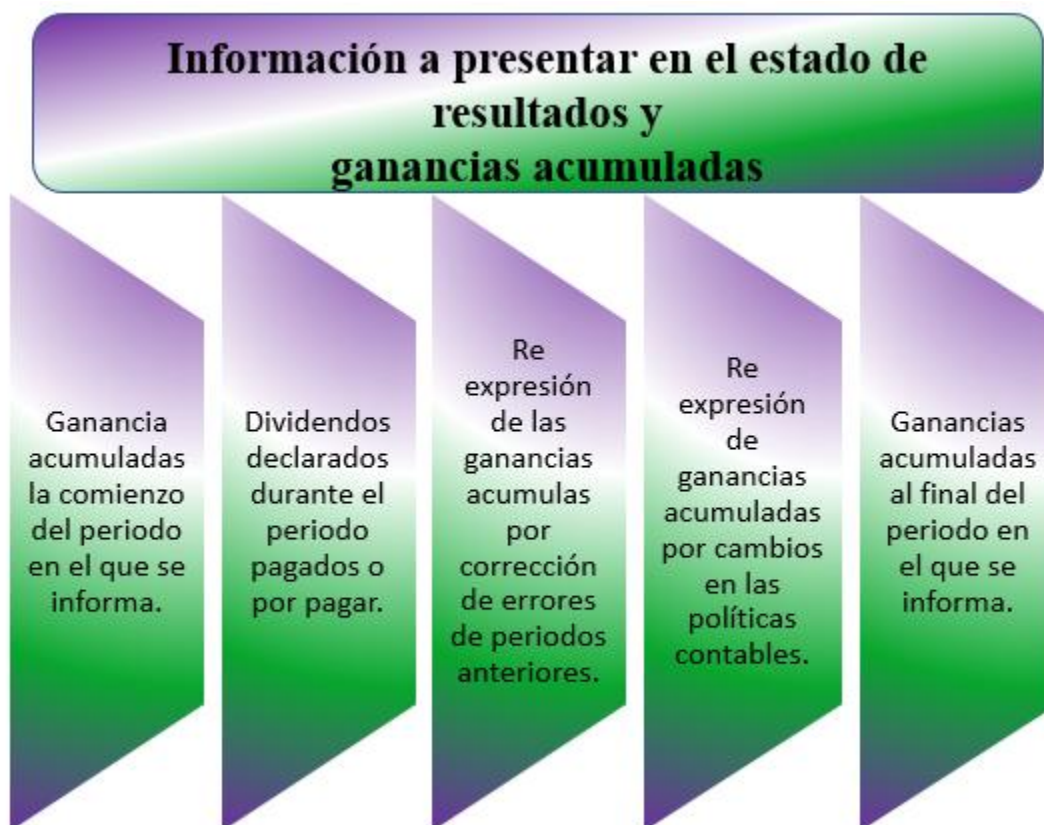 Información a presentar en el estado de
resultados y
ganancias acumuladas
Ganancia
acumuladas
la comienzo
del periodo
en el que se
informa.
Dividendos
declarados
durante el
periodo
pagados o
por pagar.
Re
expresión
de las
ganancias
acumulas
por
corrección
de errores
de periodos
anteriores.
Re
expresión
de
ganancias
acumuladas
por cambios
en las
políticas
contables.
Ganancias
acumuladas
al final del
periodo en
el que se
informa.